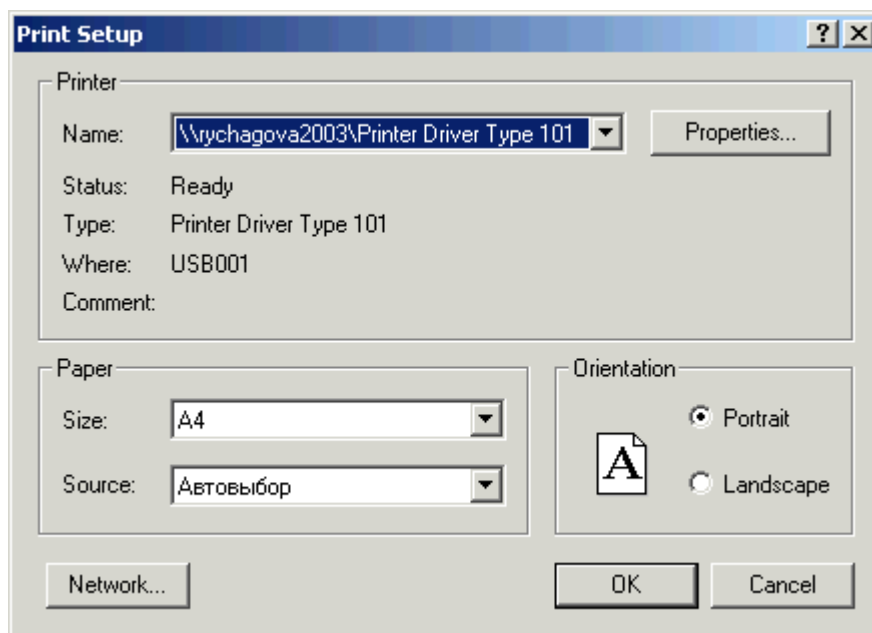 Print Setup
Printer
Name: \\rychagova2003\Printer Driver Type 101 Properties...
Status: Ready
Type: Printer Driver Type 101
Where: USB001
Comment:
Paper
Size: A4
Source: Автовыбор
Orientation
A
Portrait
Landscape
Network... OK Cancel